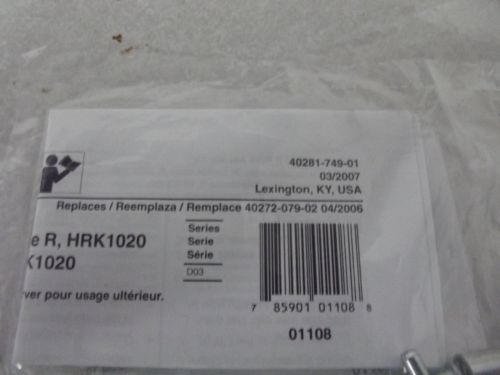 40281-749-01
03/2007
Lexington, KY, USA
Replaces / Reemplaza / Remplace 40272-079-02 04/2006
e R, HRK1020
K1020
Series
Serie
Série
D03
ver pour usage ultérieur.
7 85901 01108 8
01108